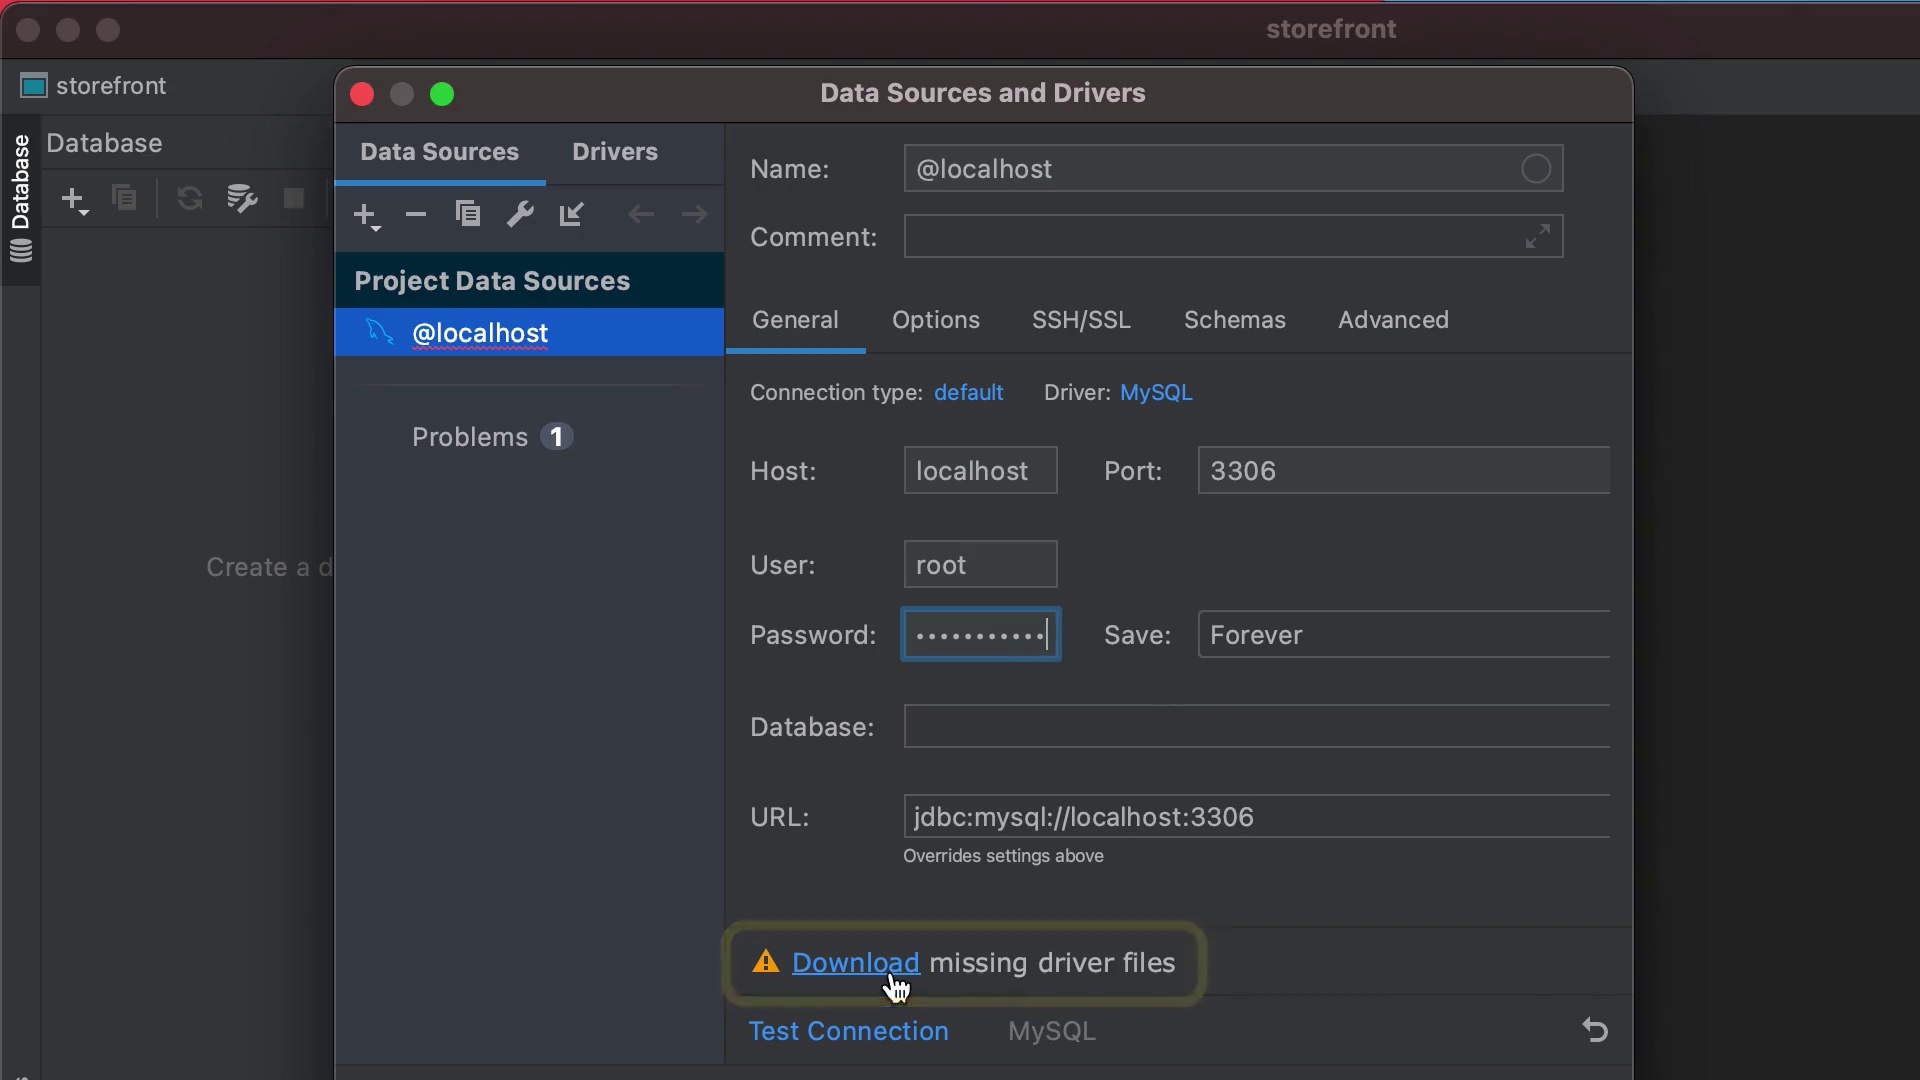 storefront
storefront
Data Sources and Drivers
Database
Database
Data Sources Drivers
Project Data Sources
@localhost
Problems 1
Create a d
Name: @localhost
Comment:
General Options SSH/SSL Schemas Advanced
Connection type: default Driver: MySQL
Host: localhost Port: 3306
User: root
Password: ••••••••••• Save: Forever
Database:
URL: jdbc:mysql://localhost:3306
Overrides settings above
Download missing driver files
Test Connection MySQL